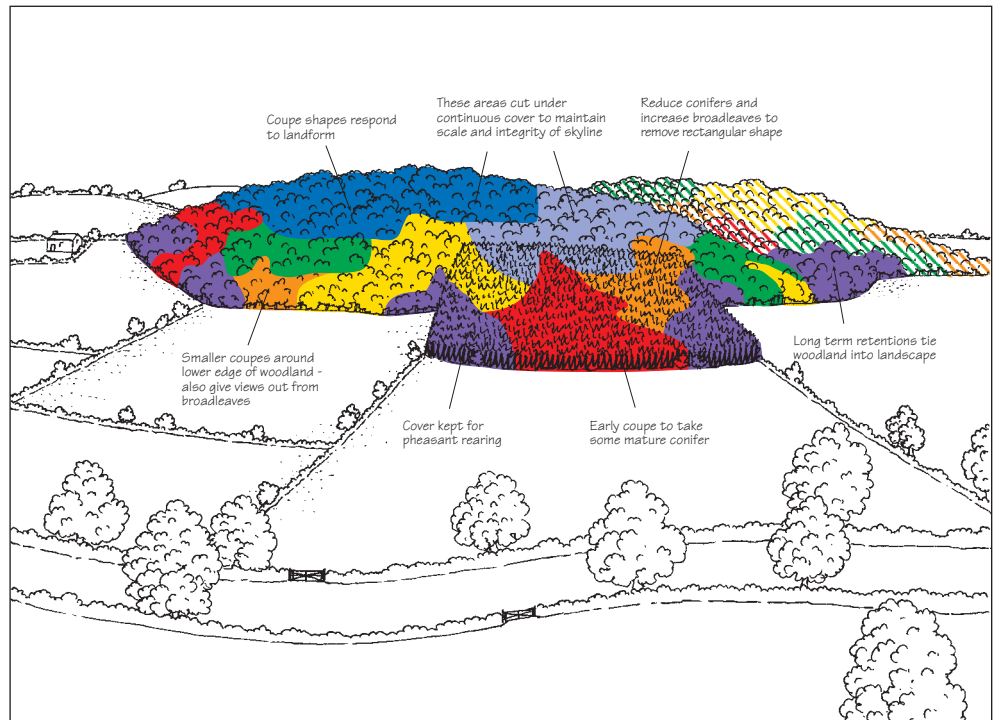 Coupe shapes respond
to landform
These areas cut under
continuous cover to maintain
scale and integrity of skyline
Reduce conifers and
increase broadleaves to
remove rectangular shape
Smaller coupes around
lower edge of woodland -
also give views out from
broadleaves
Cover kept for
pheasant rearing
Early coupe to take
some mature conifer
Long term retentions tie
woodland into landscape